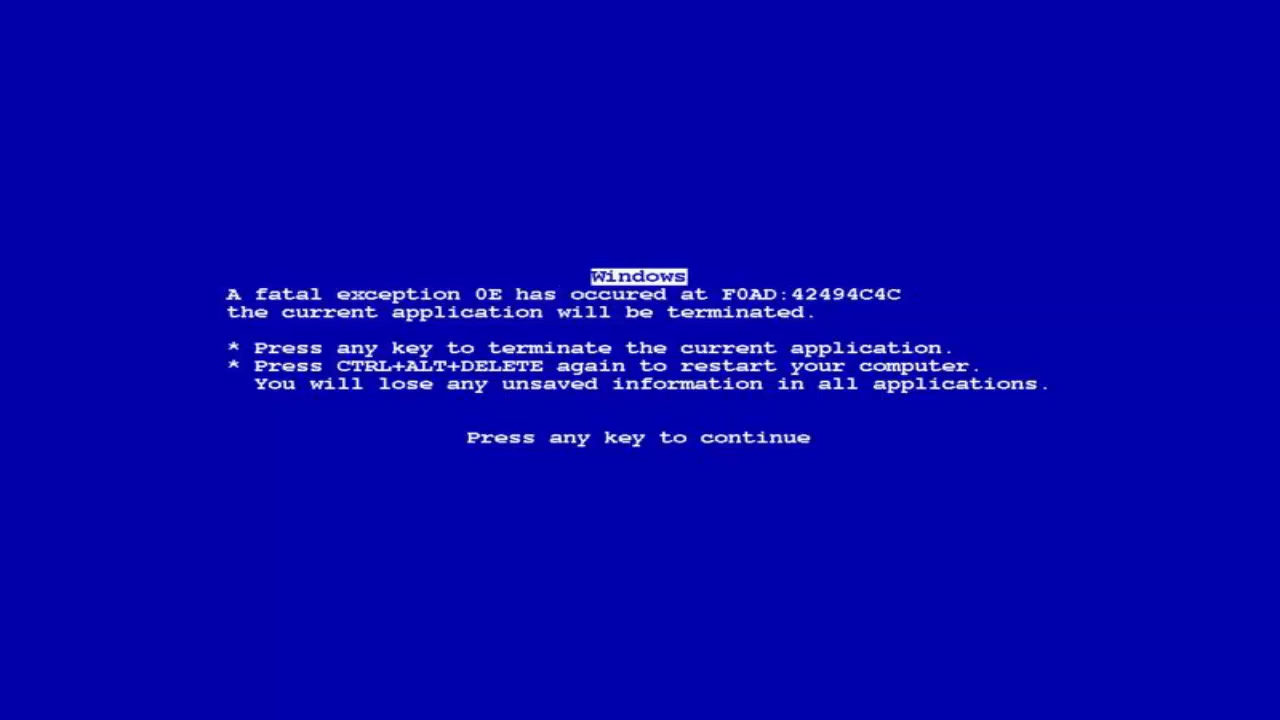 Windows
A fatal exception 0E has occured at F0AD:42494C4C
the current application will be terminated.
* Press any key to terminate the current application.
* Press CTRL+ALT+DELETE again to restart your computer.
You will lose any unsaved information in all applications.
Press any key to continue